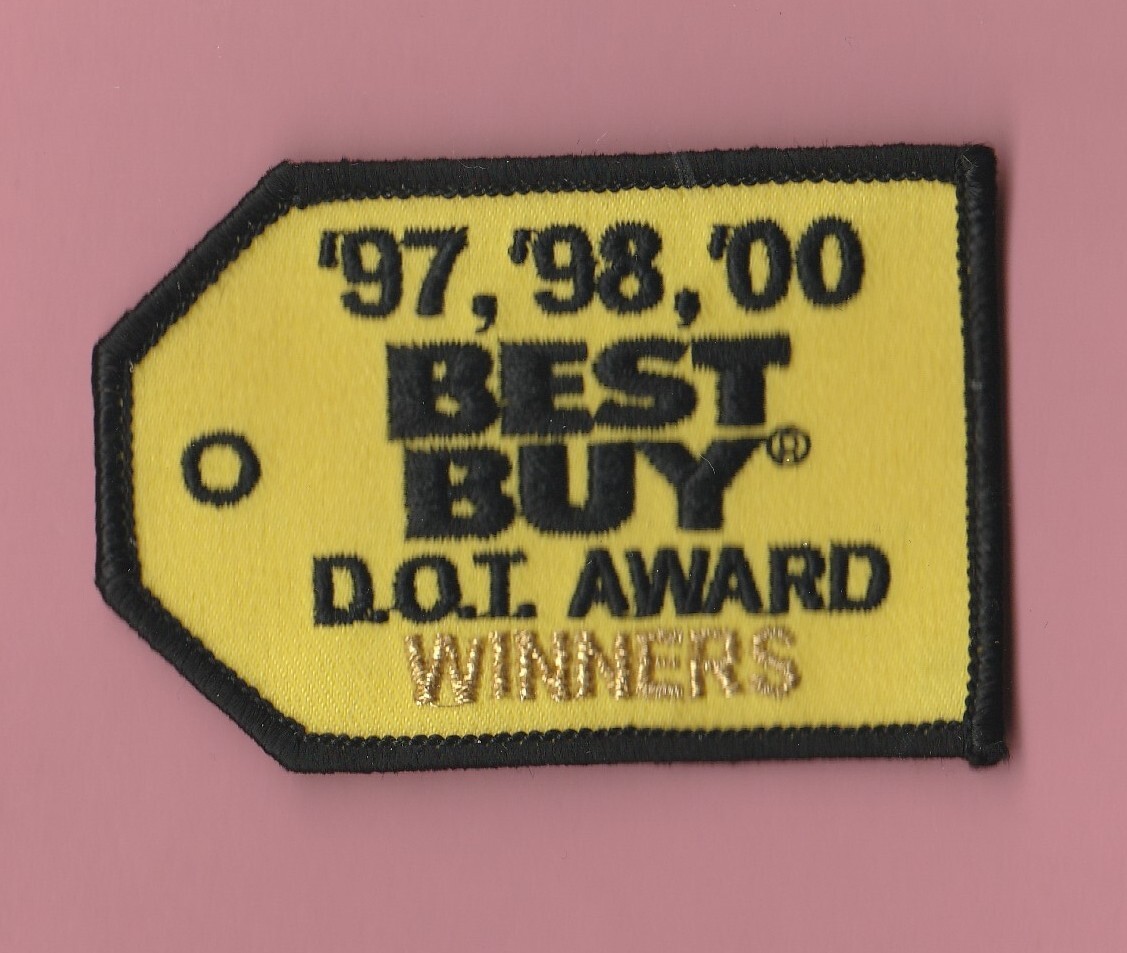 '97, '98, '00
BEST
BUY®
D.O.T. AWARD
WINNERS